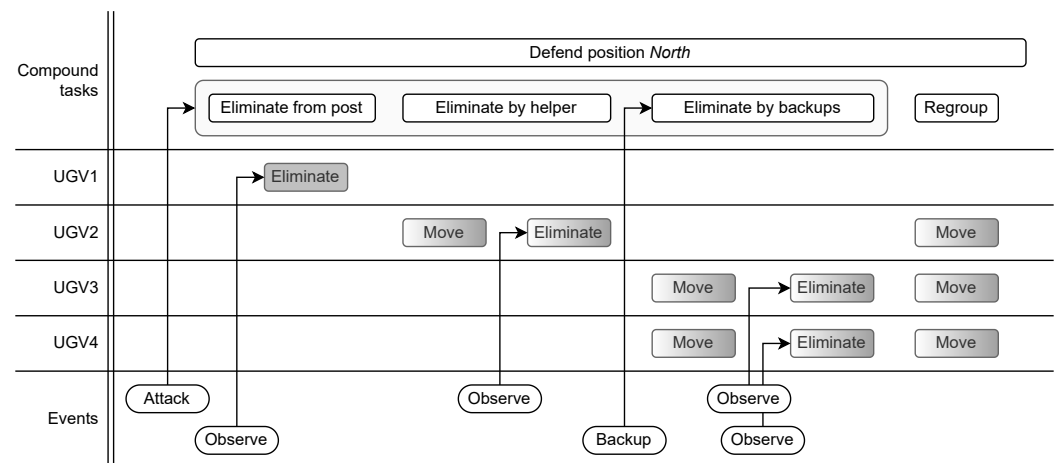 Defend position North
Compound
tasks
Eliminate from post
Eliminate by helper
Eliminate by backups
Regroup
UGV1
Eliminate
UGV2
Move
Eliminate
Move
UGV3
Move
Eliminate
Move
UGV4
Move
Eliminate
Move
Events
Attack
Observe
Observe
Observe
Backup
Observe